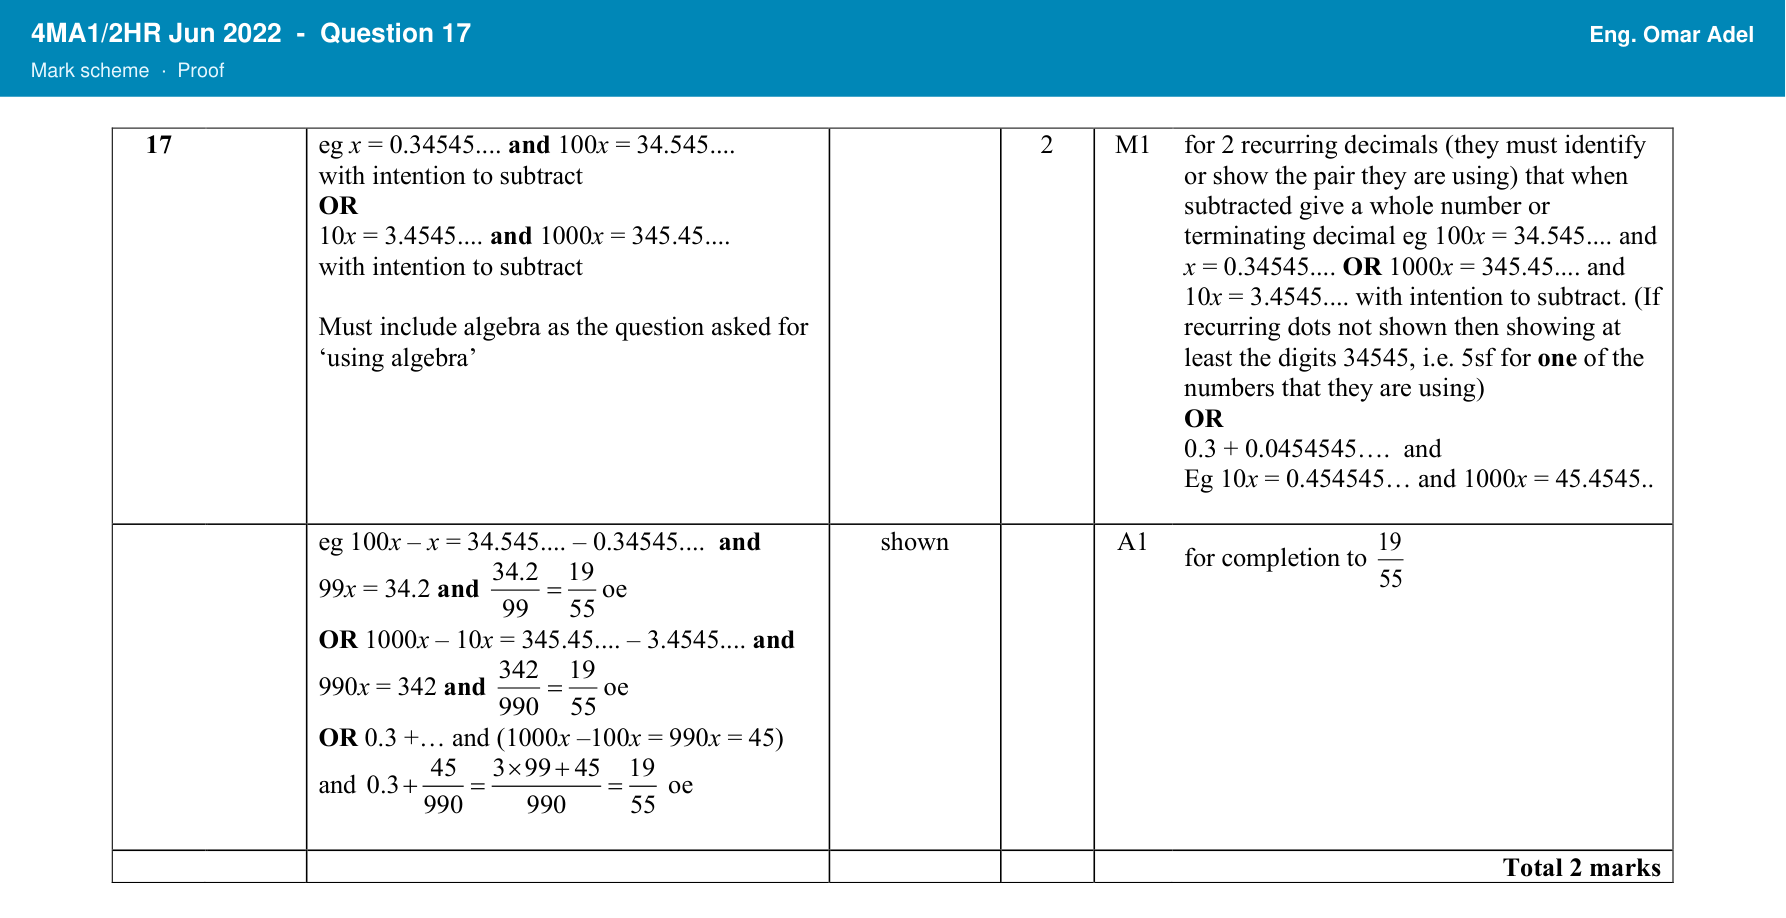 4MA1/2HR Jun 2022 - Question 17
Eng. Omar Adel
Mark scheme · Proof
17
eg x = 0.34545.... and 100x = 34.545....
with intention to subtract
OR
10x = 3.4545.... and 1000x = 345.45....
with intention to subtract
Must include algebra as the question asked for
‘using algebra’
2
M1
for 2 recurring decimals (they must identify
or show the pair they are using) that when
subtracted give a whole number or
terminating decimal eg 100x = 34.545.... and
x = 0.34545.... OR 1000x = 345.45.... and
10x = 3.4545.... with intention to subtract. (If
recurring dots not shown then showing at
least the digits 34545, i.e. 5sf for one of the
numbers that they are using)
OR
0.3 + 0.0454545…. and
Eg 10x = 0.454545… and 1000x = 45.4545..
eg 100x – x = 34.545.... – 0.34545.... and
99x = 34.2 and 34.2/99 = 19/55 oe
OR 1000x – 10x = 345.45.... – 3.4545.... and
990x = 342 and 342/990 = 19/55 oe
OR 0.3 +… and (1000x –100x = 990x = 45)
and 0.3 + 45/990 = 3×99+45/990 = 19/55 oe
shown
A1
for completion to 19/55
Total 2 marks